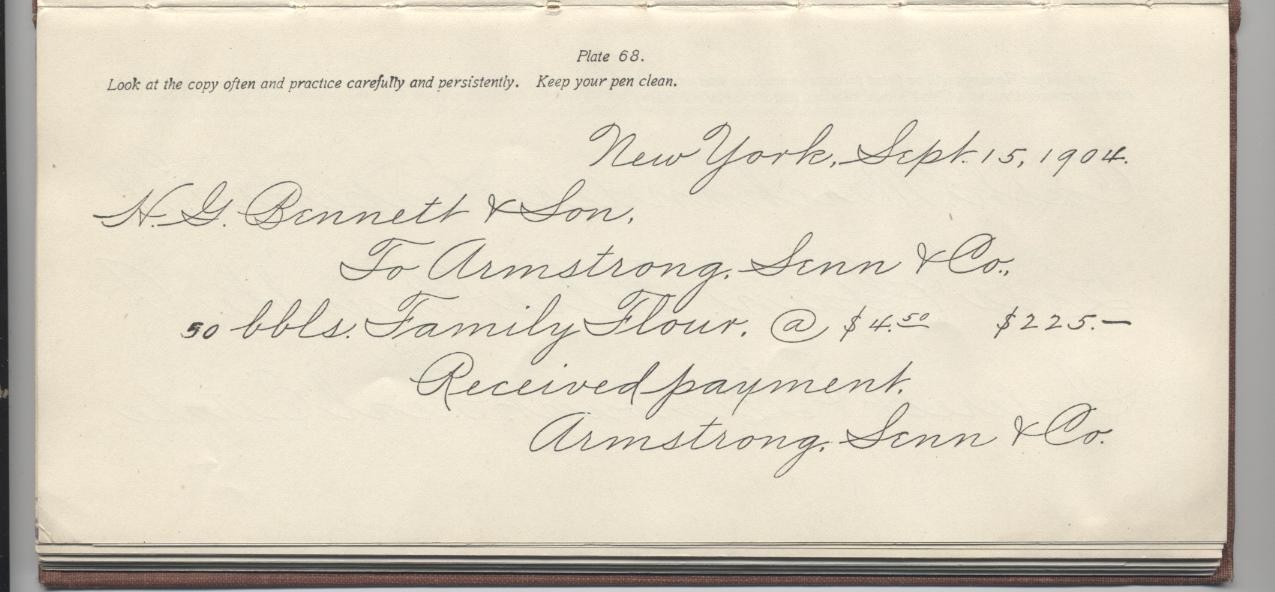 Plate 68.
Look at the copy often and practice carefully and persistently. Keep your pen clean.
New York, Sept. 15, 1904.
N. G. Bennett & Son,
To Armstrong, Senn & Co.,
50 bbls. Family Flour. @ $4.50 $225.—
Received payment.
Armstrong, Senn & Co.